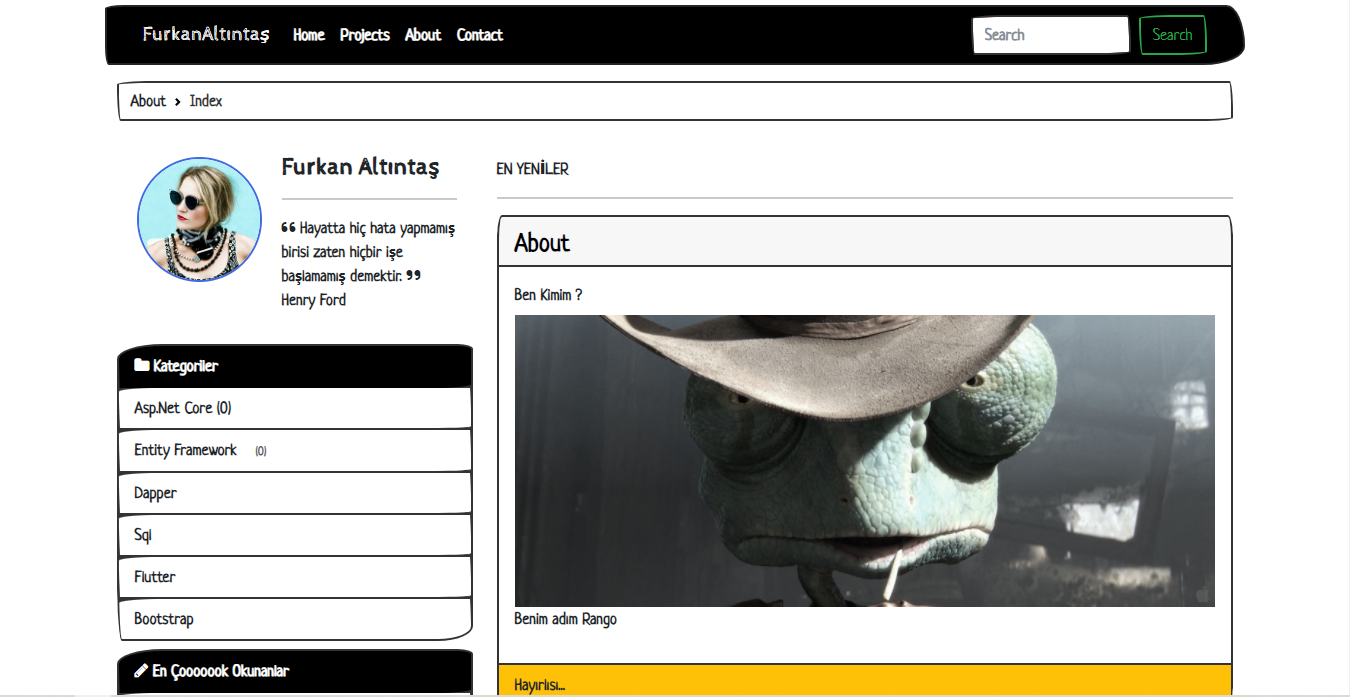 FurkanAltıntaş Home Projects About Contact Search Search
About > Index
Furkan Altıntaş
“ Hayatta hiç hata yapmamış
birisi zaten hiçbir işe
başlamamış demektir. ”
Henry Ford
Kategoriler
Asp.Net Core (0)
Entity Framework (0)
Dapper
Sql
Flutter
Bootstrap
En Çooooook Okunanlar
EN YENİLER
About
Ben Kimim ?
Benim adım Rango
Hayırlısı...